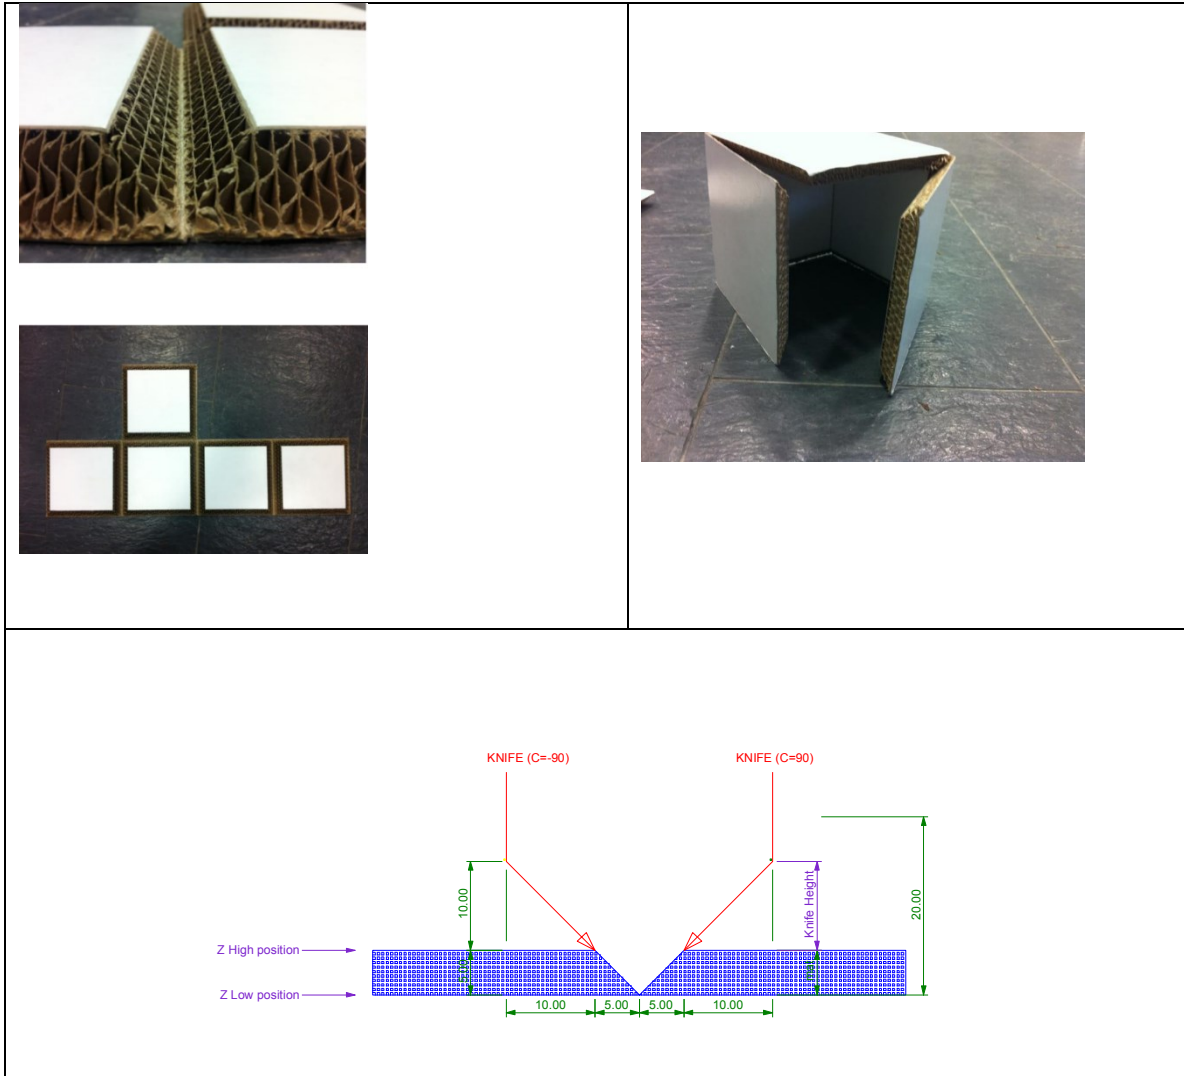 KNIFE (C=-90)
KNIFE (C=90)
10.00
Knife Height
20.00
Z High position
Z Low position
10.00
5.00
5.00
10.00